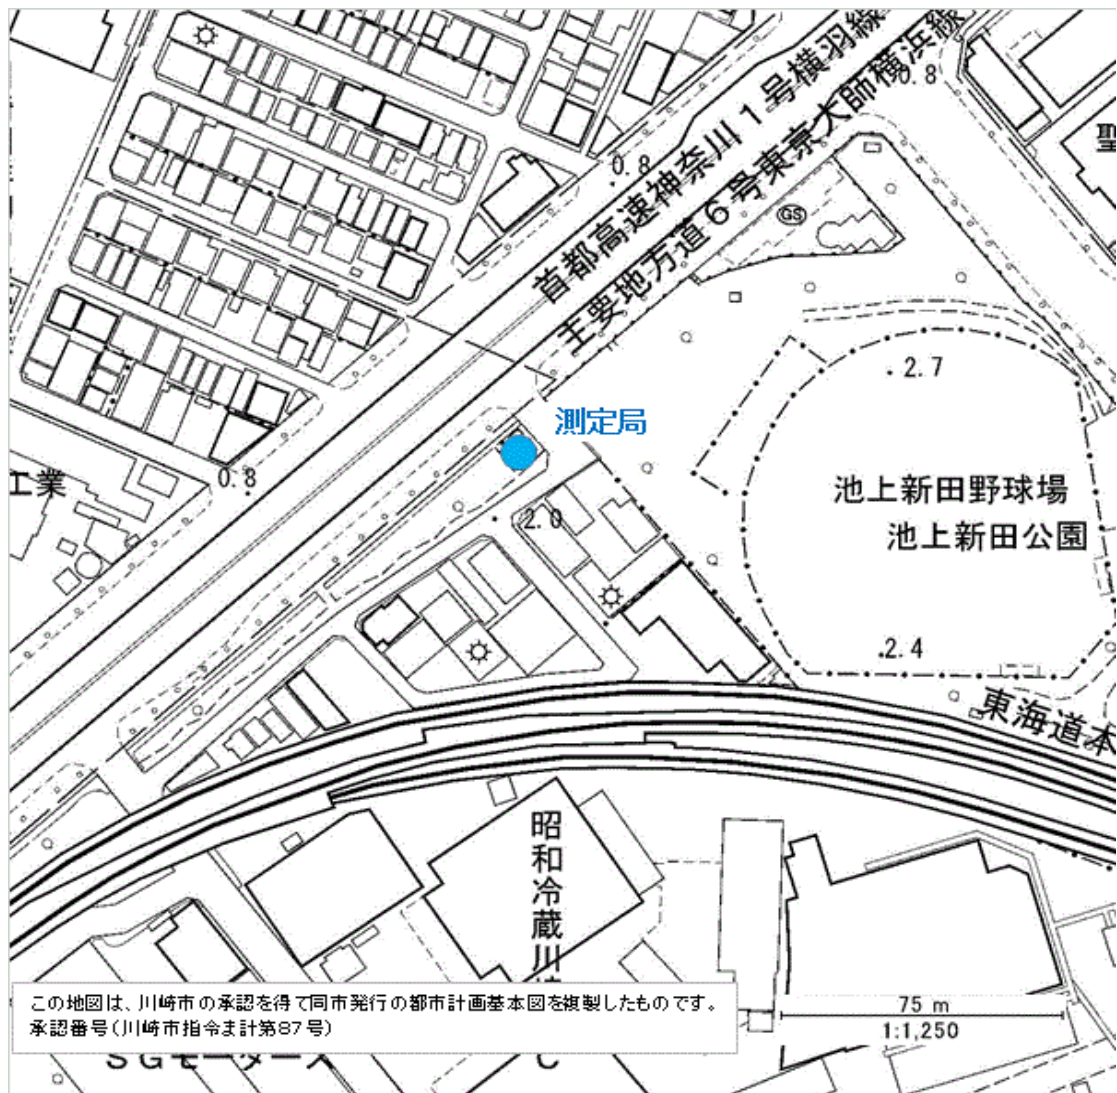 首都高速神奈川1号横羽線
0.8
主要地方道6号東京大師横浜線
0.8
聖
GS
2.7
測定局
工業
0.8
池上新田野球場
池上新田公園
2.0
2.4
東海道本
昭和冷蔵川
この地図は、川崎市の承認を得て同市発行の都市計画基本図を複製したものです。
承認番号(川崎市指令ま計第87号)
75 m
1:1,250
SGモータース
C